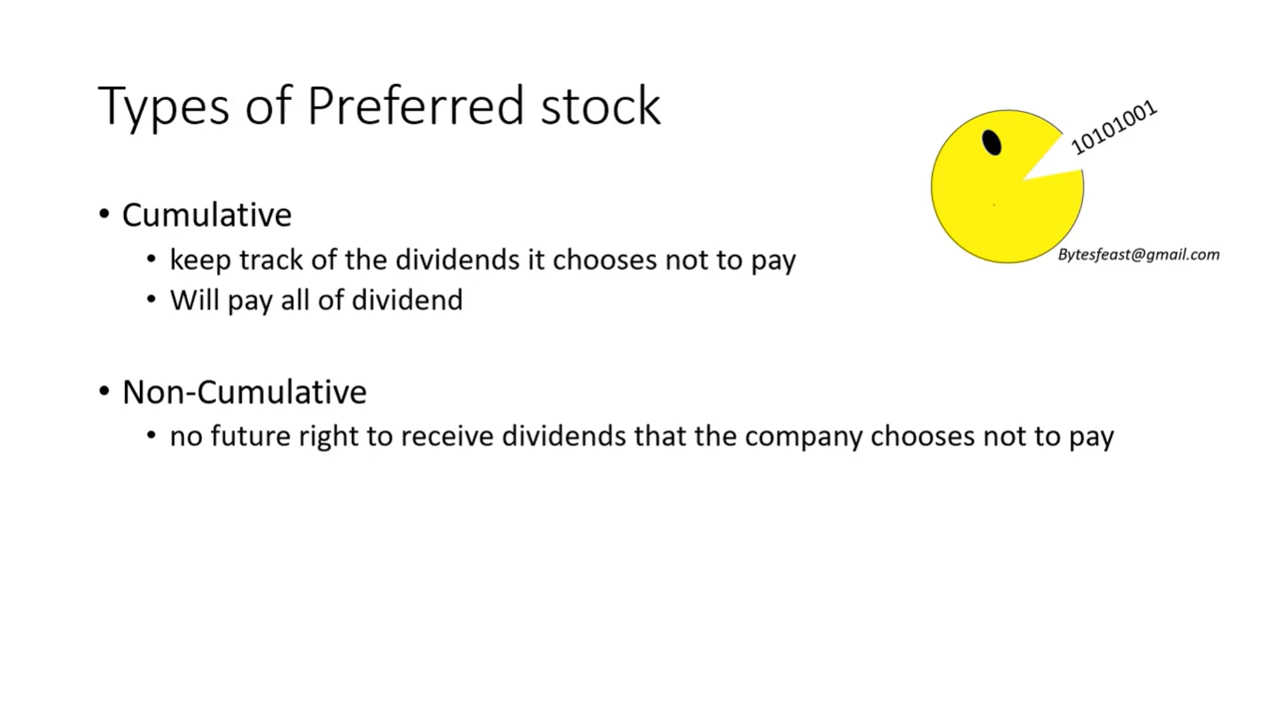 Types of Preferred stock
10101001
Bytesfeast@gmail.com
• Cumulative
• keep track of the dividends it chooses not to pay
• Will pay all of dividend
• Non-Cumulative
• no future right to receive dividends that the company chooses not to pay